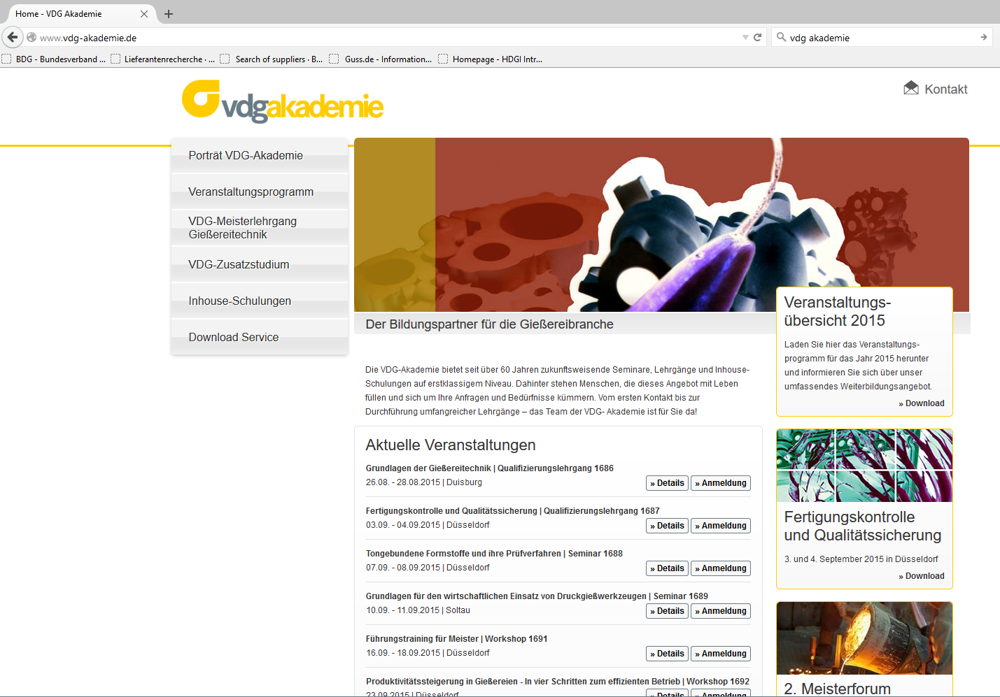 Home - VDG Akademie
www.vdg-akademie.de
vdg akademie
BDG - Bundesverband ...
Lieferantenrecherche · ...
Search of suppliers · B...
Guss.de - Information...
Homepage - HDGI Intr...
vdgakademie
Kontakt
Porträt VDG-Akademie
Veranstaltungsprogramm
VDG-Meisterlehrgang
Gießereitechnik
VDG-Zusatzstudium
Inhouse-Schulungen
Download Service
Der Bildungspartner für die Gießereibranche
Die VDG-Akademie bietet seit über 60 Jahren zukunftsweisende Seminare, Lehrgänge und Inhouse-
Schulungen auf erstklassigem Niveau. Dahinter stehen Menschen, die dieses Angebot mit Leben
füllen und sich um Ihre Anfragen und Bedürfnisse kümmern. Vom ersten Kontakt bis zur
Durchführung umfangreicher Lehrgänge – das Team der VDG- Akademie ist für Sie da!
Aktuelle Veranstaltungen
Grundlagen der Gießereitechnik | Qualifizierungslehrgang 1686
26.08. - 28.08.2015 | Duisburg
» Details » Anmeldung
Fertigungskontrolle und Qualitätssicherung | Qualifizierungslehrgang 1687
03.09. - 04.09.2015 | Düsseldorf
» Details » Anmeldung
Tongebundene Formstoffe und ihre Prüfverfahren | Seminar 1688
07.09. - 08.09.2015 | Düsseldorf
» Details » Anmeldung
Grundlagen für den wirtschaftlichen Einsatz von Druckgießwerkzeugen | Seminar 1689
10.09. - 11.09.2015 | Soltau
» Details » Anmeldung
Führungstraining für Meister | Workshop 1691
16.09. - 18.09.2015 | Düsseldorf
» Details » Anmeldung
Produktivitätssteigerung in Gießereien - In vier Schritten zum effizienten Betrieb | Workshop 1692
23.09.2015 | Düsseldorf
» Details » Anmeldung
Veranstaltungs-
übersicht 2015
Laden Sie hier das Veranstaltungs-
programm für das Jahr 2015 herunter
und informieren Sie sich über unser
umfassendes Weiterbildungsangebot.
» Download
Fertigungskontrolle
und Qualitätssicherung
3. und 4. September 2015 in Düsseldorf
» Download
2. Meisterforum